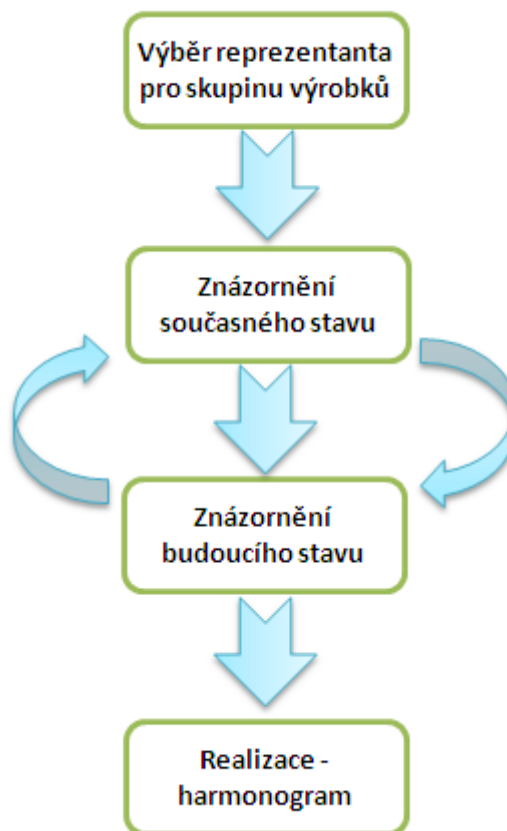 Výběr reprezentanta
pro skupinu výrobků
Znázornění
současného stavu
Znázornění
budoucího stavu
Realizace -
harmonogram